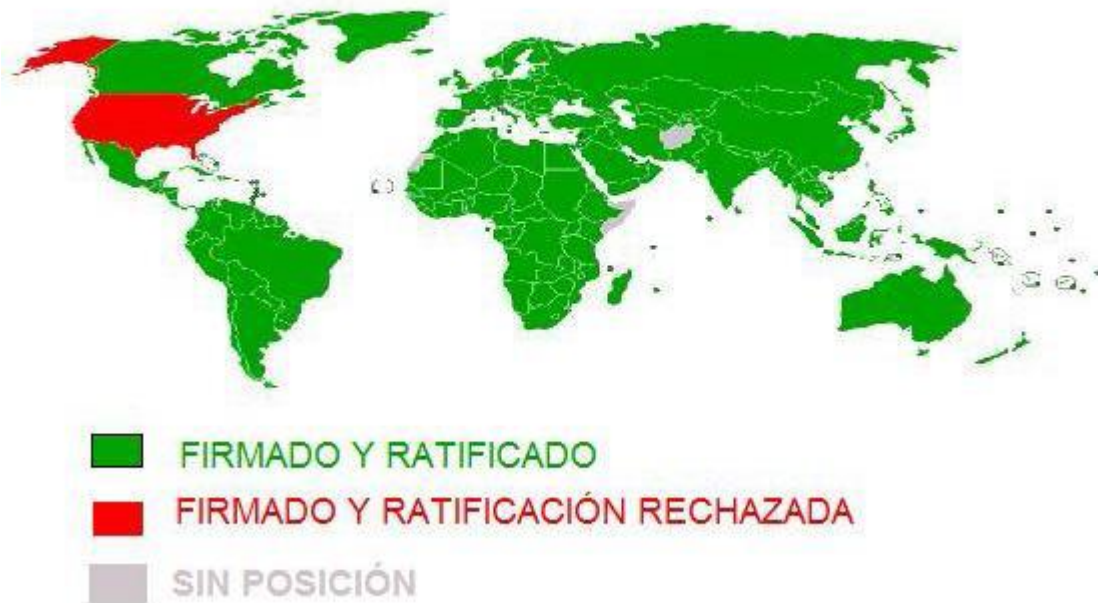 FIRMADO Y RATIFICADO
FIRMADO Y RATIFICACIÓN RECHAZADA
SIN POSICIÓN